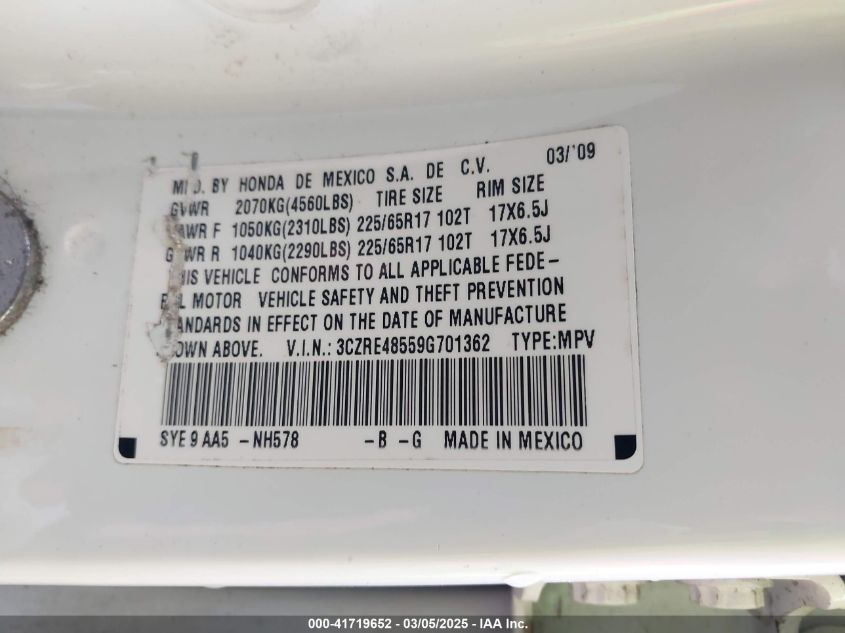 MFD. BY HONDA DE MEXICO S.A. DE C.V. 03/'09
GVWR 2070KG(4560LBS) TIRE SIZE RIM SIZE
F 1050KG(2310LBS) 225/65R17 102T 17X6.5J
R 1040KG(2290LBS) 225/65R17 102T 17X6.5J
VEHICLE CONFORMS TO ALL APPLICABLE FEDE-
MOTOR VEHICLE SAFETY AND THEFT PREVENTION
ANDARDS IN EFFECT ON THE DATE OF MANUFACTURE
OWN ABOVE. V.I.N.: 3CZRE48559G701362 TYPE:MPV
SYE 9 AA5 -NH578 -B -G MADE IN MEXICO
000-41719652 - 03/05/2025 - © IAA, Inc.